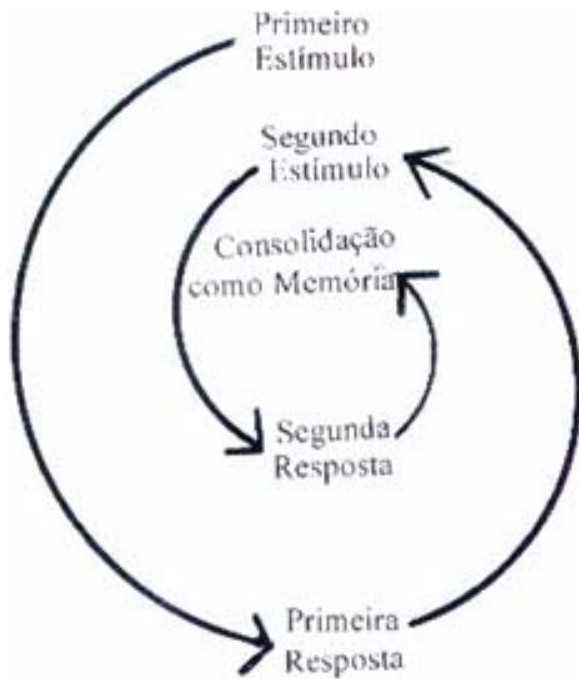 Primeiro
Estímulo
Segundo
Estímulo
Consolidação
como Memória
Segunda
Resposta
Primeira
Resposta